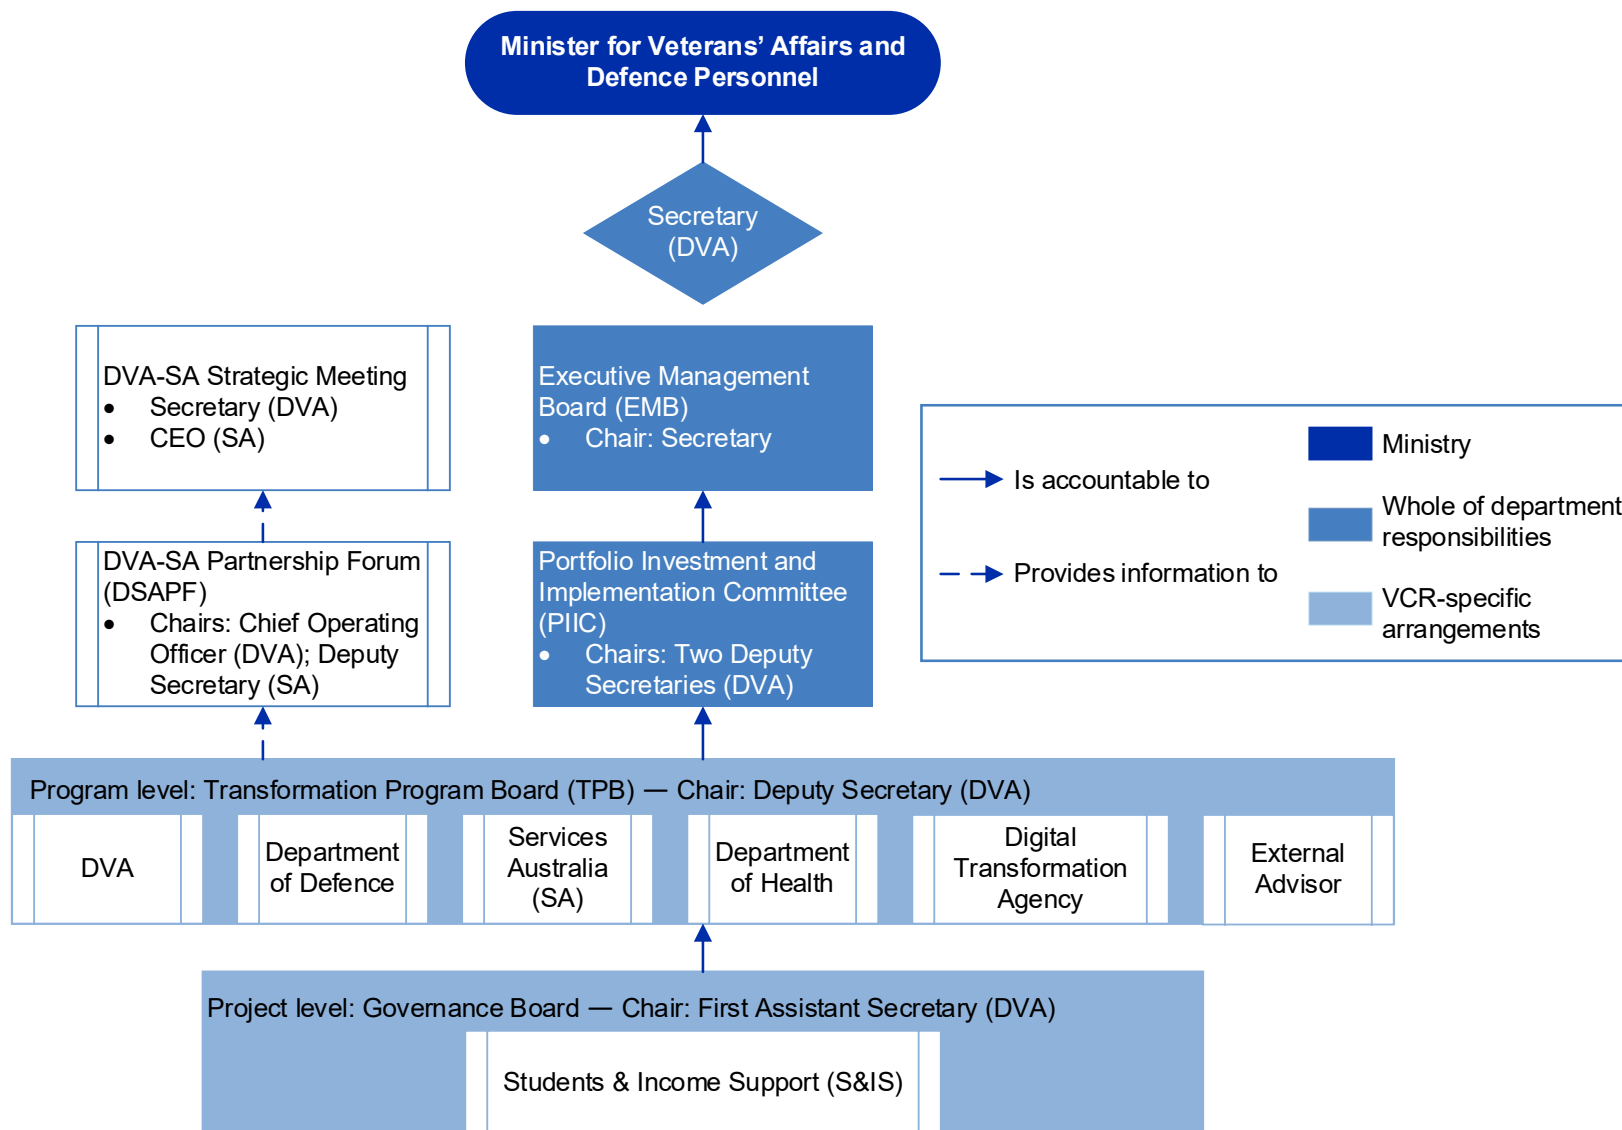 Minister for Veterans’ Affairs and
Defence Personnel
Secretary
(DVA)
DVA-SA Strategic Meeting
• Secretary (DVA)
• CEO (SA)
Executive Management
Board (EMB)
• Chair: Secretary
DVA-SA Partnership Forum
(DSAPF)
• Chairs: Chief Operating
Officer (DVA); Deputy
Secretary (SA)
Portfolio Investment and
Implementation Committee
(PIIC)
• Chairs: Two Deputy
Secretaries (DVA)
Is accountable to
Provides information to
Ministry
Whole of department
responsibilities
VCR-specific
arrangements
Program level: Transformation Program Board (TPB) — Chair: Deputy Secretary (DVA)
DVA
Department
of Defence
Services
Australia
(SA)
Department
of Health
Digital
Transformation
Agency
External
Advisor
Project level: Governance Board — Chair: First Assistant Secretary (DVA)
Students & Income Support (S&IS)